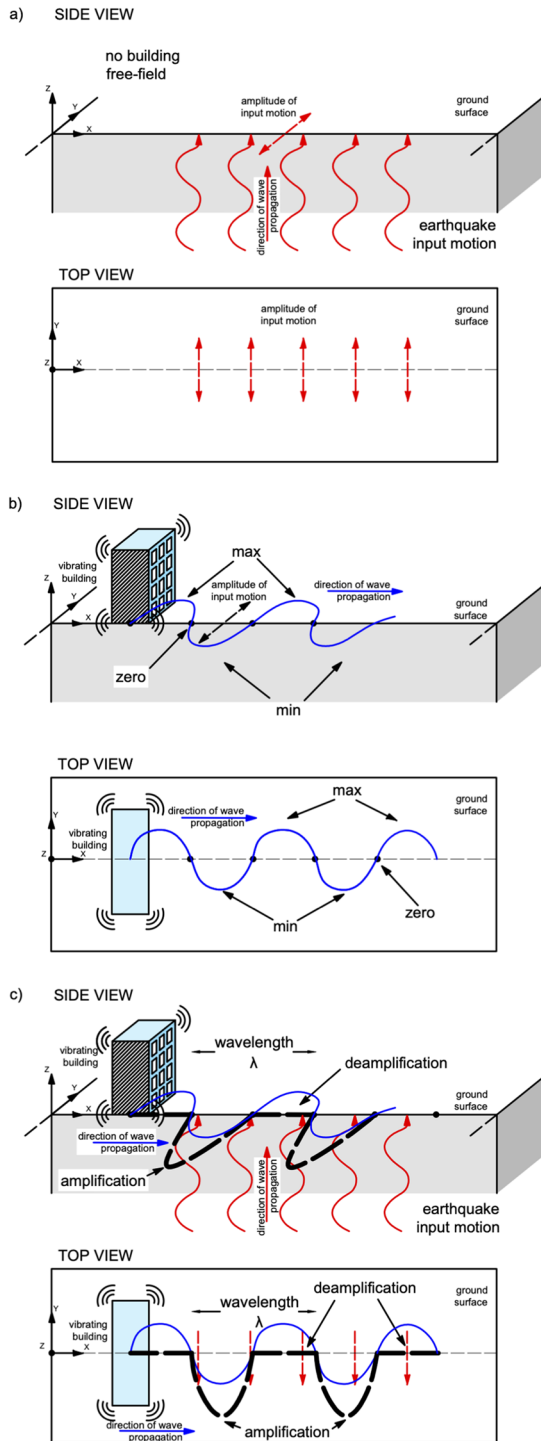 a) SIDE VIEW
no building
free-field
amplitude of
input motion
ground
surface
Z
Y
X
direction of wave
propagation
earthquake
input motion
TOP VIEW
amplitude of
input motion
ground
surface
Y
Z
X
b) SIDE VIEW
vibrating
building
max
amplitude of
input motion
direction of wave
propagation
Z
Y
X
ground
surface
zero
min
TOP VIEW
direction of wave
propagation
max
ground
surface
Y
vibrating
building
Z
X
min
zero
c) SIDE VIEW
wavelength
λ
vibrating
building
deamplification
Z
Y
X
ground
surface
direction of wave
propagation
amplification
direction of wave
propagation
earthquake
input motion
TOP VIEW
deamplification
wavelength
λ
ground
surface
Y
vibrating
building
Z
X
direction of wave
propagation
amplification